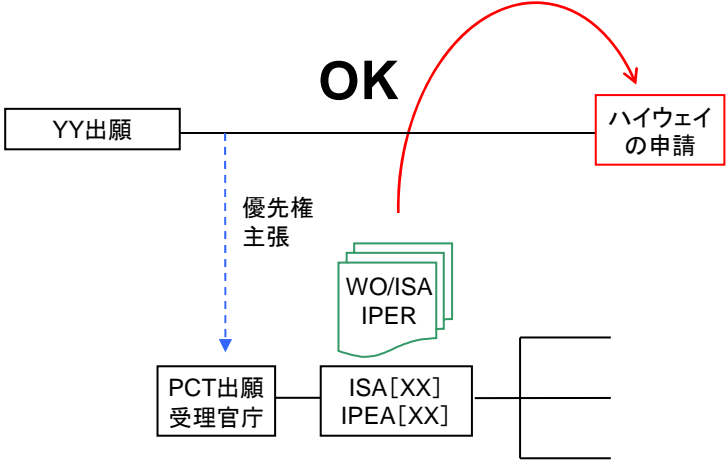 OK
YY出願
ハイウェイ
の申請
優先権
主張
WO/ISA
IPER
PCT出願
受理官庁
ISA[XX]
IPEA[XX]